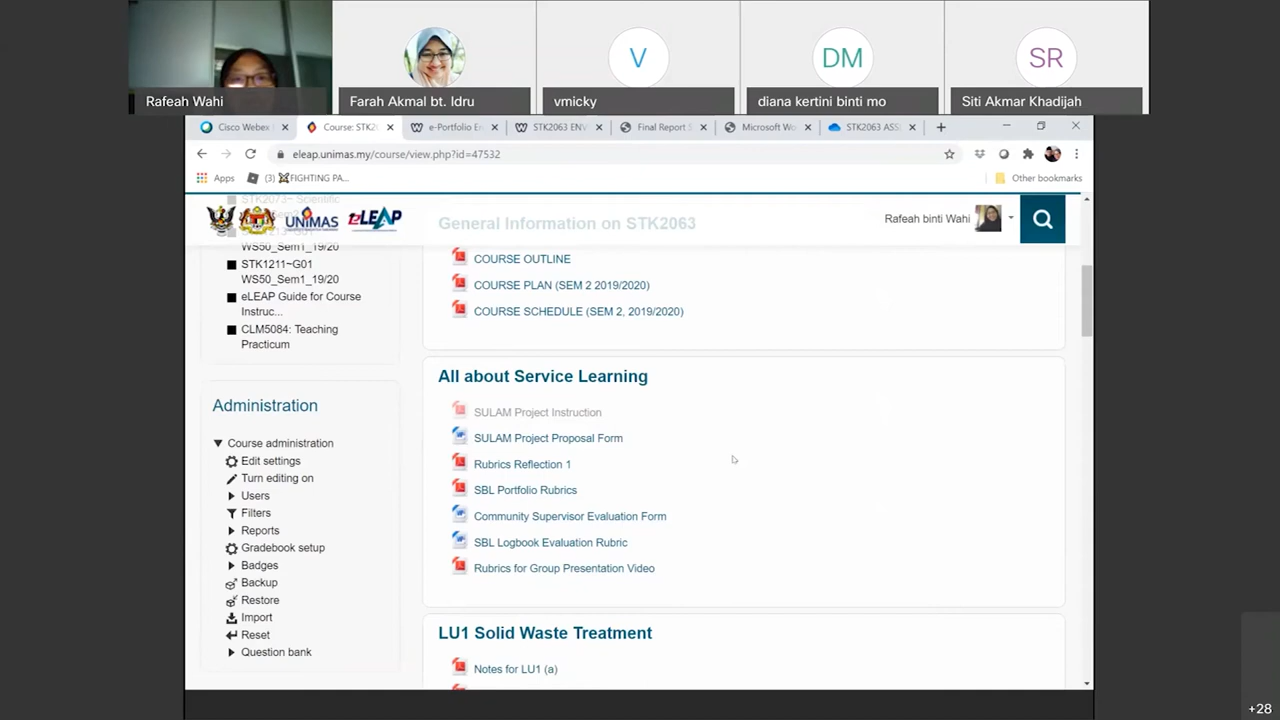 V
DM
SR
Rafeah Wahi
Farah Akmal bt. Idru
vmicky
diana kertini binti mo
Siti Akmar Khadijah
Cisco Webex
Course: STK2
e-Portfolio En
STK2063 ENV
Final Report S
Microsoft Wo
STK2063 ASS
eleap.unimas.my/course/view.php?id=47532
Apps
(3) FIGHTING PA...
Other bookmarks
STK2073~ Scientific
UNIMAS
eLEAP
General Information on STK2063
Rafeah binti Wahi
WS50_Sem1_19/20
STK1211~G01
WS50_Sem1_19/20
eLEAP Guide for Course
Instruc...
CLM5084: Teaching
Practicum
Administration
Course administration
Edit settings
Turn editing on
Users
Filters
Reports
Gradebook setup
Badges
Backup
Restore
Import
Reset
Question bank
COURSE OUTLINE
COURSE PLAN (SEM 2 2019/2020)
COURSE SCHEDULE (SEM 2, 2019/2020)
All about Service Learning
SULAM Project Instruction
SULAM Project Proposal Form
Rubrics Reflection 1
SBL Portfolio Rubrics
Community Supervisor Evaluation Form
SBL Logbook Evaluation Rubric
Rubrics for Group Presentation Video
LU1 Solid Waste Treatment
Notes for LU1 (a)
+28